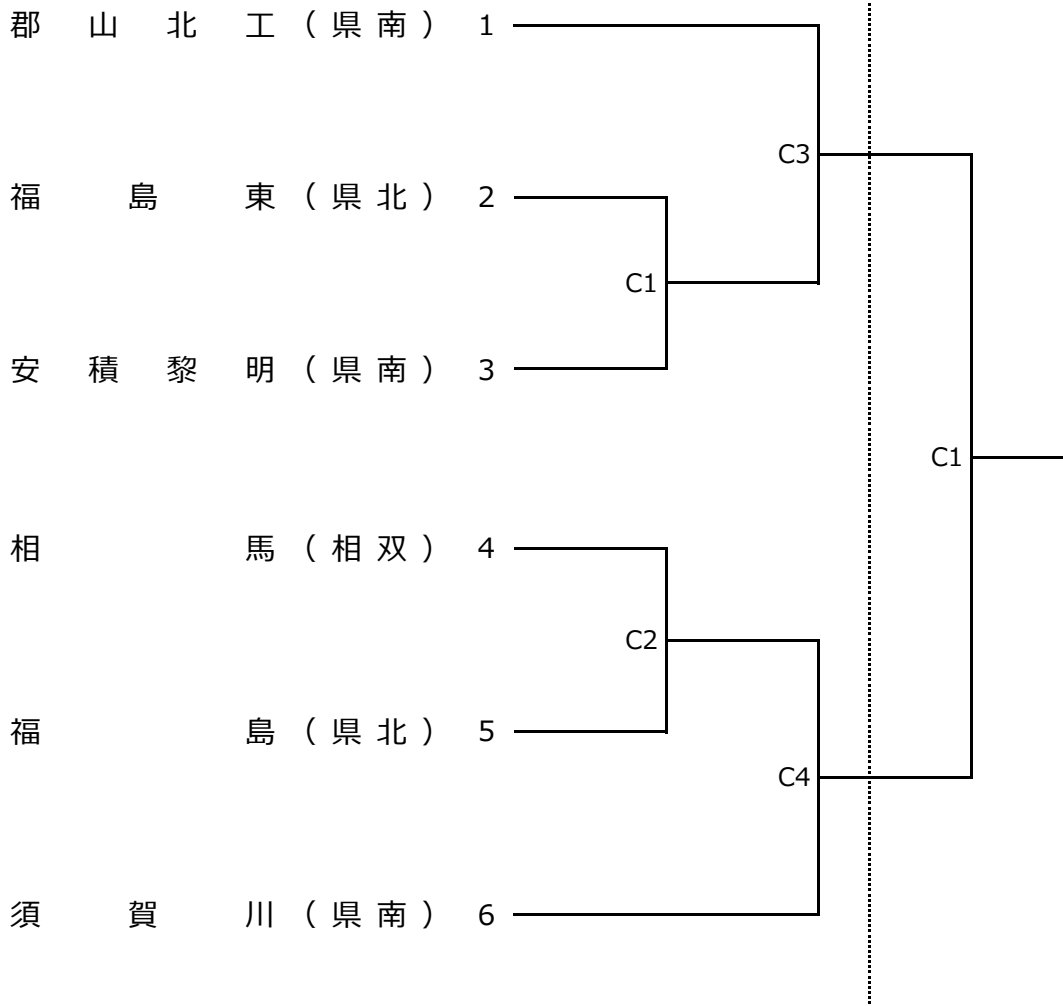 郡山北工(県南) 1
C3
福島東(県北) 2
C1
安積黎明(県南) 3
C1
相馬(相双) 4
C2
福島(県北) 5
C4
須賀川(県南) 6